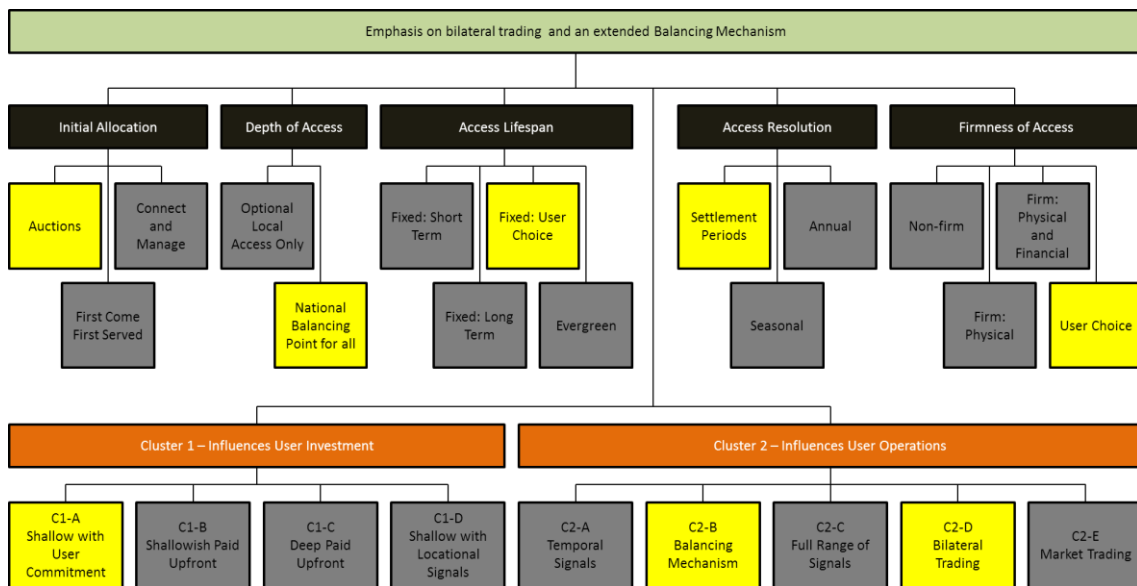 Emphasis on bilateral trading and an extended Balancing Mechanism
Initial Allocation
Depth of Access
Access Lifespan
Access Resolution
Firmness of Access
Auctions
Connect
and
Manage
First Come
First Served
Optional
Local
Access Only
National
Balancing
Point for all
Fixed: Short
Term
Fixed: User
Choice
Fixed: Long
Term
Evergreen
Settlement
Periods
Annual
Seasonal
Non-firm
Firm:
Physical
and
Financial
Firm:
Physical
User Choice
Cluster 1 – Influences User Investment
Cluster 2 – Influences User Operations
C1-A
Shallow with
User
Commitment
C1-B
Shallowish Paid
Upfront
C1-C
Deep Paid
Upfront
C1-D
Shallow with
Locational
Signals
C2-A
Temporal
Signals
C2-B
Balancing
Mechanism
C2-C
Full Range of
Signals
C2-D
Bilateral
Trading
C2-E
Market Trading